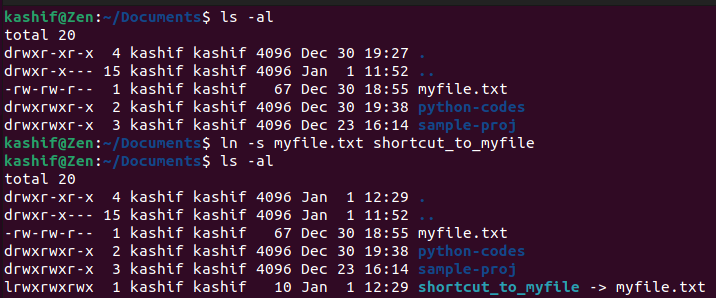 kashif@Zen:~/Documents$ ls -al
total 20
drwxr-xr-x  4 kashif kashif 4096 Dec 30 19:27 .
drwxr-x--- 15 kashif kashif 4096 Jan  1 11:52 ..
-rw-rw-r--  1 kashif kashif   67 Dec 30 18:55 myfile.txt
drwxrwxr-x  2 kashif kashif 4096 Dec 30 19:38 python-codes
drwxrwxr-x  3 kashif kashif 4096 Dec 23 16:14 sample-proj
kashif@Zen:~/Documents$ ln -s myfile.txt shortcut_to_myfile
kashif@Zen:~/Documents$ ls -al
total 20
drwxr-xr-x  4 kashif kashif 4096 Jan  1 12:29 .
drwxr-x--- 15 kashif kashif 4096 Jan  1 11:52 ..
-rw-rw-r--  1 kashif kashif   67 Dec 30 18:55 myfile.txt
drwxrwxr-x  2 kashif kashif 4096 Dec 30 19:38 python-codes
drwxrwxr-x  3 kashif kashif 4096 Dec 23 16:14 sample-proj
lrwxrwxrwx  1 kashif kashif   10 Jan  1 12:29 shortcut_to_myfile -> myfile.txt